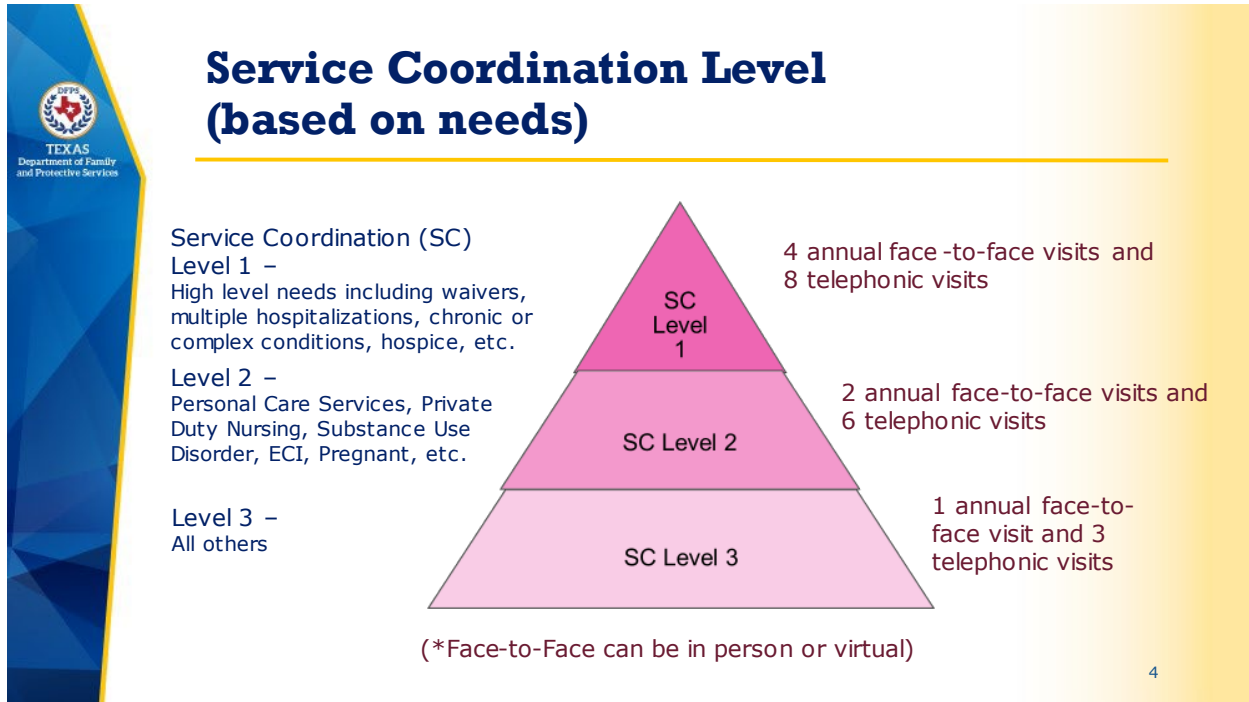 DFPS
TEXAS
Department of Family
and Protective Services
Service Coordination Level
(based on needs)
Service Coordination (SC)
Level 1 –
High level needs including waivers,
multiple hospitalizations, chronic or
complex conditions, hospice, etc.
Level 2 –
Personal Care Services, Private
Duty Nursing, Substance Use
Disorder, ECI, Pregnant, etc.
Level 3 –
All others
SC
Level
1
SC Level 2
SC Level 3
4 annual face-to-face visits and
8 telephonic visits
2 annual face-to-face visits and
6 telephonic visits
1 annual face-to-
face visit and 3
telephonic visits
(*Face-to-Face can be in person or virtual)
4